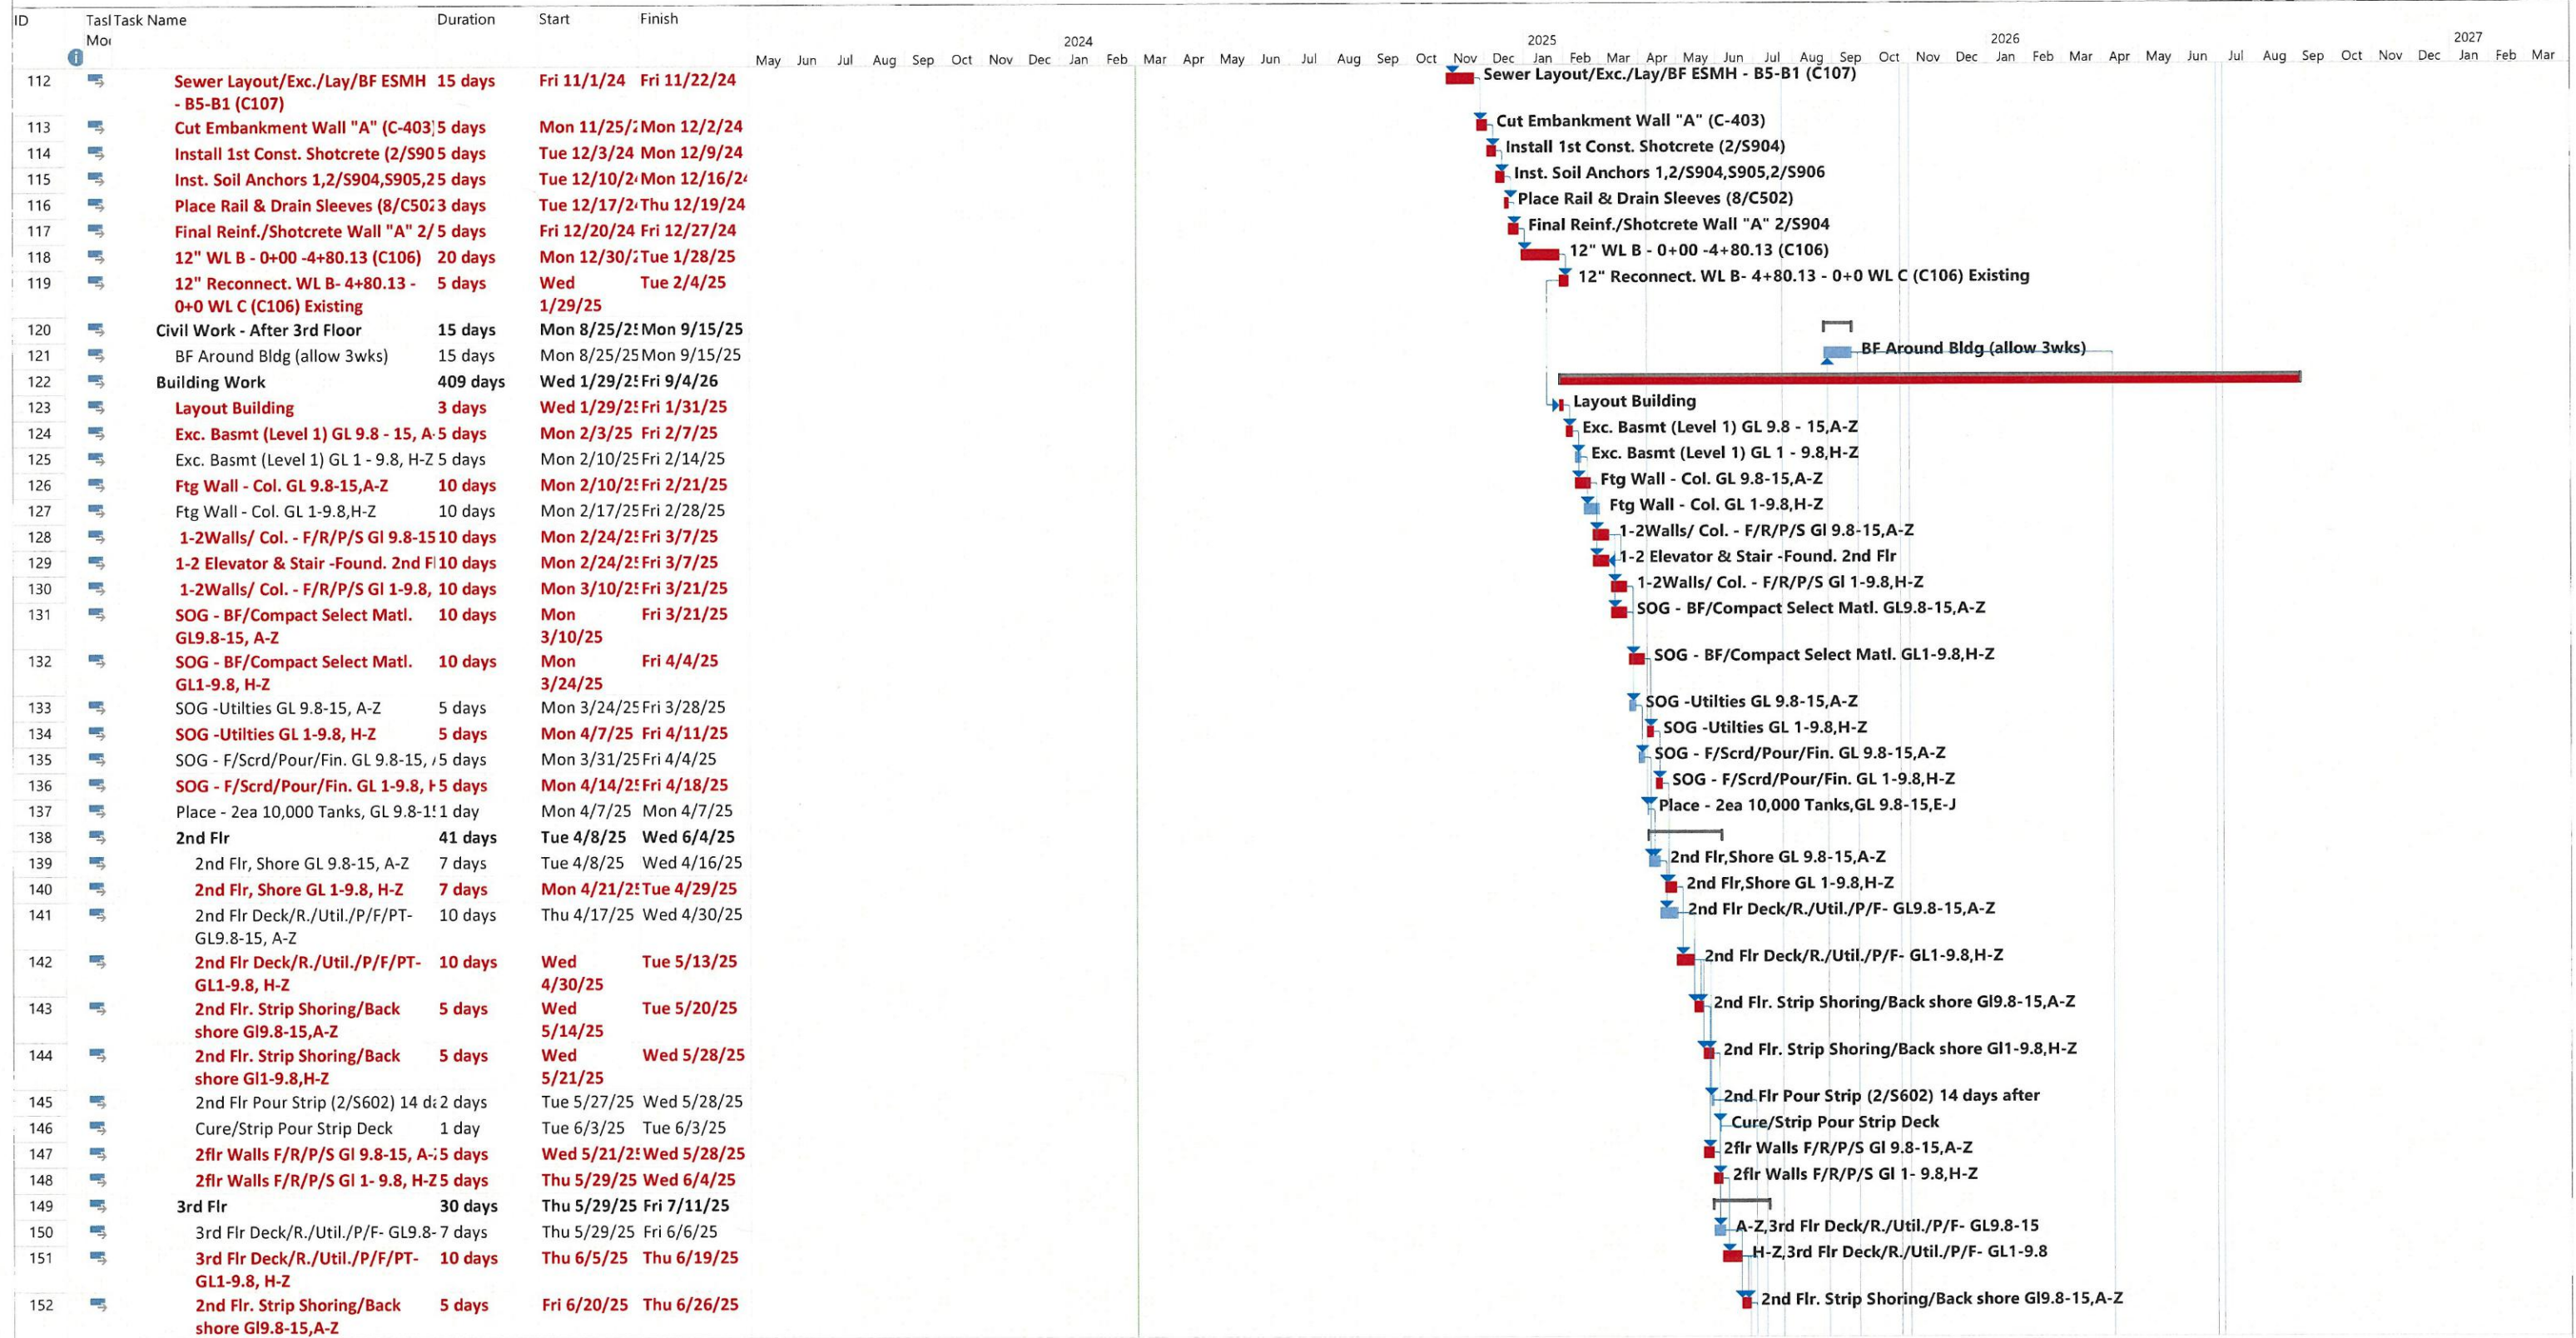 ID Tasl Task Name Duration Start Finish
Mo
2024 2025 2026 2027
May Jun Jul Aug Sep Oct Nov Dec Jan Feb Mar Apr May Jun Jul Aug Sep Oct Nov Dec Jan Feb Mar Apr May Jun Jul Aug Sep Oct Nov Dec Jan Feb Mar Apr May Jun Jul Aug Sep Oct Nov Dec Jan Feb Mar
112 Sewer Layout/Exc./Lay/BF ESMH 15 days Fri 11/1/24 Fri 11/22/24 Sewer Layout/Exc./Lay/BF ESMH - B5-B1 (C107)
- B5-B1 (C107)
113 Cut Embankment Wall "A" (C-403) 5 days Mon 11/25/2 Mon 12/2/24 Cut Embankment Wall "A" (C-403)
114 Install 1st Const. Shotcrete (2/S90 5 days Tue 12/3/24 Mon 12/9/24 Install 1st Const. Shotcrete (2/S904)
115 Inst. Soil Anchors 1,2/S904,S905,2 5 days Tue 12/10/2 Mon 12/16/24 Inst. Soil Anchors 1,2/S904,S905,2/S906
116 Place Rail & Drain Sleeves (8/C502 3 days Tue 12/17/2 Thu 12/19/24 Place Rail & Drain Sleeves (8/C502)
117 Final Reinf./Shotcrete Wall "A" 2/ 5 days Fri 12/20/24 Fri 12/27/24 Final Reinf./Shotcrete Wall "A" 2/S904
118 12" WL B - 0+00 -4+80.13 (C106) 20 days Mon 12/30/2 Tue 1/28/25 12" WL B - 0+00 -4+80.13 (C106)
119 12" Reconnect. WL B- 4+80.13 - 5 days Wed Tue 2/4/25 12" Reconnect. WL B- 4+80.13 - 0+0 WL C (C106) Existing
0+0 WL C (C106) Existing 1/29/25
120 Civil Work - After 3rd Floor 15 days Mon 8/25/25 Mon 9/15/25
121 BF Around Bldg (allow 3wks) 15 days Mon 8/25/25 Mon 9/15/25 BF Around Bldg (allow 3wks)
122 Building Work 409 days Wed 1/29/25 Fri 9/4/26
123 Layout Building 3 days Wed 1/29/25 Fri 1/31/25 Layout Building
124 Exc. Basmt (Level 1) GL 9.8 - 15, A- 5 days Mon 2/3/25 Fri 2/7/25 Exc. Basmt (Level 1) GL 9.8 - 15,A-Z
125 Exc. Basmt (Level 1) GL 1 - 9.8, H-Z 5 days Mon 2/10/25 Fri 2/14/25 Exc. Basmt (Level 1) GL 1 - 9.8,H-Z
126 Ftg Wall - Col. GL 9.8-15,A-Z 10 days Mon 2/10/25 Fri 2/21/25 Ftg Wall - Col. GL 9.8-15,A-Z
127 Ftg Wall - Col. GL 1-9.8,H-Z 10 days Mon 2/17/25 Fri 2/28/25 Ftg Wall - Col. GL 1-9.8,H-Z
128 1-2Walls/ Col. - F/R/P/S Gl 9.8-15 10 days Mon 2/24/25 Fri 3/7/25 1-2Walls/ Col. - F/R/P/S Gl 9.8-15,A-Z
129 1-2 Elevator & Stair -Found. 2nd F 10 days Mon 2/24/25 Fri 3/7/25 1-2 Elevator & Stair -Found. 2nd Flr
130 1-2Walls/ Col. - F/R/P/S Gl 1-9.8, 10 days Mon 3/10/25 Fri 3/21/25 1-2Walls/ Col. - F/R/P/S Gl 1-9.8,H-Z
131 SOG - BF/Compact Select Matl. 10 days Mon Fri 3/21/25 SOG - BF/Compact Select Matl. GL9.8-15,A-Z
GL9.8-15, A-Z 3/10/25
132 SOG - BF/Compact Select Matl. 10 days Mon Fri 4/4/25 SOG - BF/Compact Select Matl. GL1-9.8,H-Z
GL1-9.8, H-Z 3/24/25
133 SOG -Utilties GL 9.8-15, A-Z 5 days Mon 3/24/25 Fri 3/28/25 SOG -Utilties GL 9.8-15,A-Z
134 SOG -Utilties GL 1-9.8, H-Z 5 days Mon 4/7/25 Fri 4/11/25 SOG -Utilties GL 1-9.8,H-Z
135 SOG - F/Scrd/Pour/Fin. GL 9.8-15, 5 days Mon 3/31/25 Fri 4/4/25 SOG - F/Scrd/Pour/Fin. GL 9.8-15,A-Z
136 SOG - F/Scrd/Pour/Fin. GL 1-9.8, H 5 days Mon 4/14/25 Fri 4/18/25 SOG - F/Scrd/Pour/Fin. GL 1-9.8,H-Z
137 Place - 2ea 10,000 Tanks, GL 9.8-15 1 day Mon 4/7/25 Mon 4/7/25 Place - 2ea 10,000 Tanks,GL 9.8-15,E-J
138 2nd Flr 41 days Tue 4/8/25 Wed 6/4/25
139 2nd Flr, Shore GL 9.8-15, A-Z 7 days Tue 4/8/25 Wed 4/16/25 2nd Flr,Shore GL 9.8-15,A-Z
140 2nd Flr, Shore GL 1-9.8, H-Z 7 days Mon 4/21/25 Tue 4/29/25 2nd Flr,Shore GL 1-9.8,H-Z
141 2nd Flr Deck/R./Util./P/F/PT- 10 days Thu 4/17/25 Wed 4/30/25 2nd Flr Deck/R./Util./P/F- GL9.8-15,A-Z
GL9.8-15, A-Z
142 2nd Flr Deck/R./Util./P/F/PT- 10 days Wed Tue 5/13/25 2nd Flr Deck/R./Util./P/F- GL1-9.8,H-Z
GL1-9.8, H-Z 4/30/25
143 2nd Flr. Strip Shoring/Back 5 days Wed Tue 5/20/25 2nd Flr. Strip Shoring/Back shore Gl9.8-15,A-Z
shore Gl9.8-15,A-Z 5/14/25
144 2nd Flr. Strip Shoring/Back 5 days Wed Wed 5/28/25 2nd Flr. Strip Shoring/Back shore Gl1-9.8,H-Z
shore Gl1-9.8,H-Z 5/21/25
145 2nd Flr Pour Strip (2/S602) 14 da 2 days Tue 5/27/25 Wed 5/28/25 2nd Flr Pour Strip (2/S602) 14 days after
146 Cure/Strip Pour Strip Deck 1 day Tue 6/3/25 Tue 6/3/25 Cure/Strip Pour Strip Deck
147 2flr Walls F/R/P/S Gl 9.8-15, A-Z 5 days Wed 5/21/25 Wed 5/28/25 2flr Walls F/R/P/S Gl 9.8-15,A-Z
148 2flr Walls F/R/P/S Gl 1- 9.8, H-Z 5 days Thu 5/29/25 Wed 6/4/25 2flr Walls F/R/P/S Gl 1- 9.8,H-Z
149 3rd Flr 30 days Thu 5/29/25 Fri 7/11/25
150 3rd Flr Deck/R./Util./P/F- GL9.8- 7 days Thu 5/29/25 Fri 6/6/25 A-Z,3rd Flr Deck/R./Util./P/F- GL9.8-15
151 3rd Flr Deck/R./Util./P/F/PT- 10 days Thu 6/5/25 Thu 6/19/25 H-Z,3rd Flr Deck/R./Util./P/F- GL1-9.8
GL1-9.8, H-Z
152 2nd Flr. Strip Shoring/Back 5 days Fri 6/20/25 Thu 6/26/25 2nd Flr. Strip Shoring/Back shore Gl9.8-15,A-Z
shore Gl9.8-15,A-Z